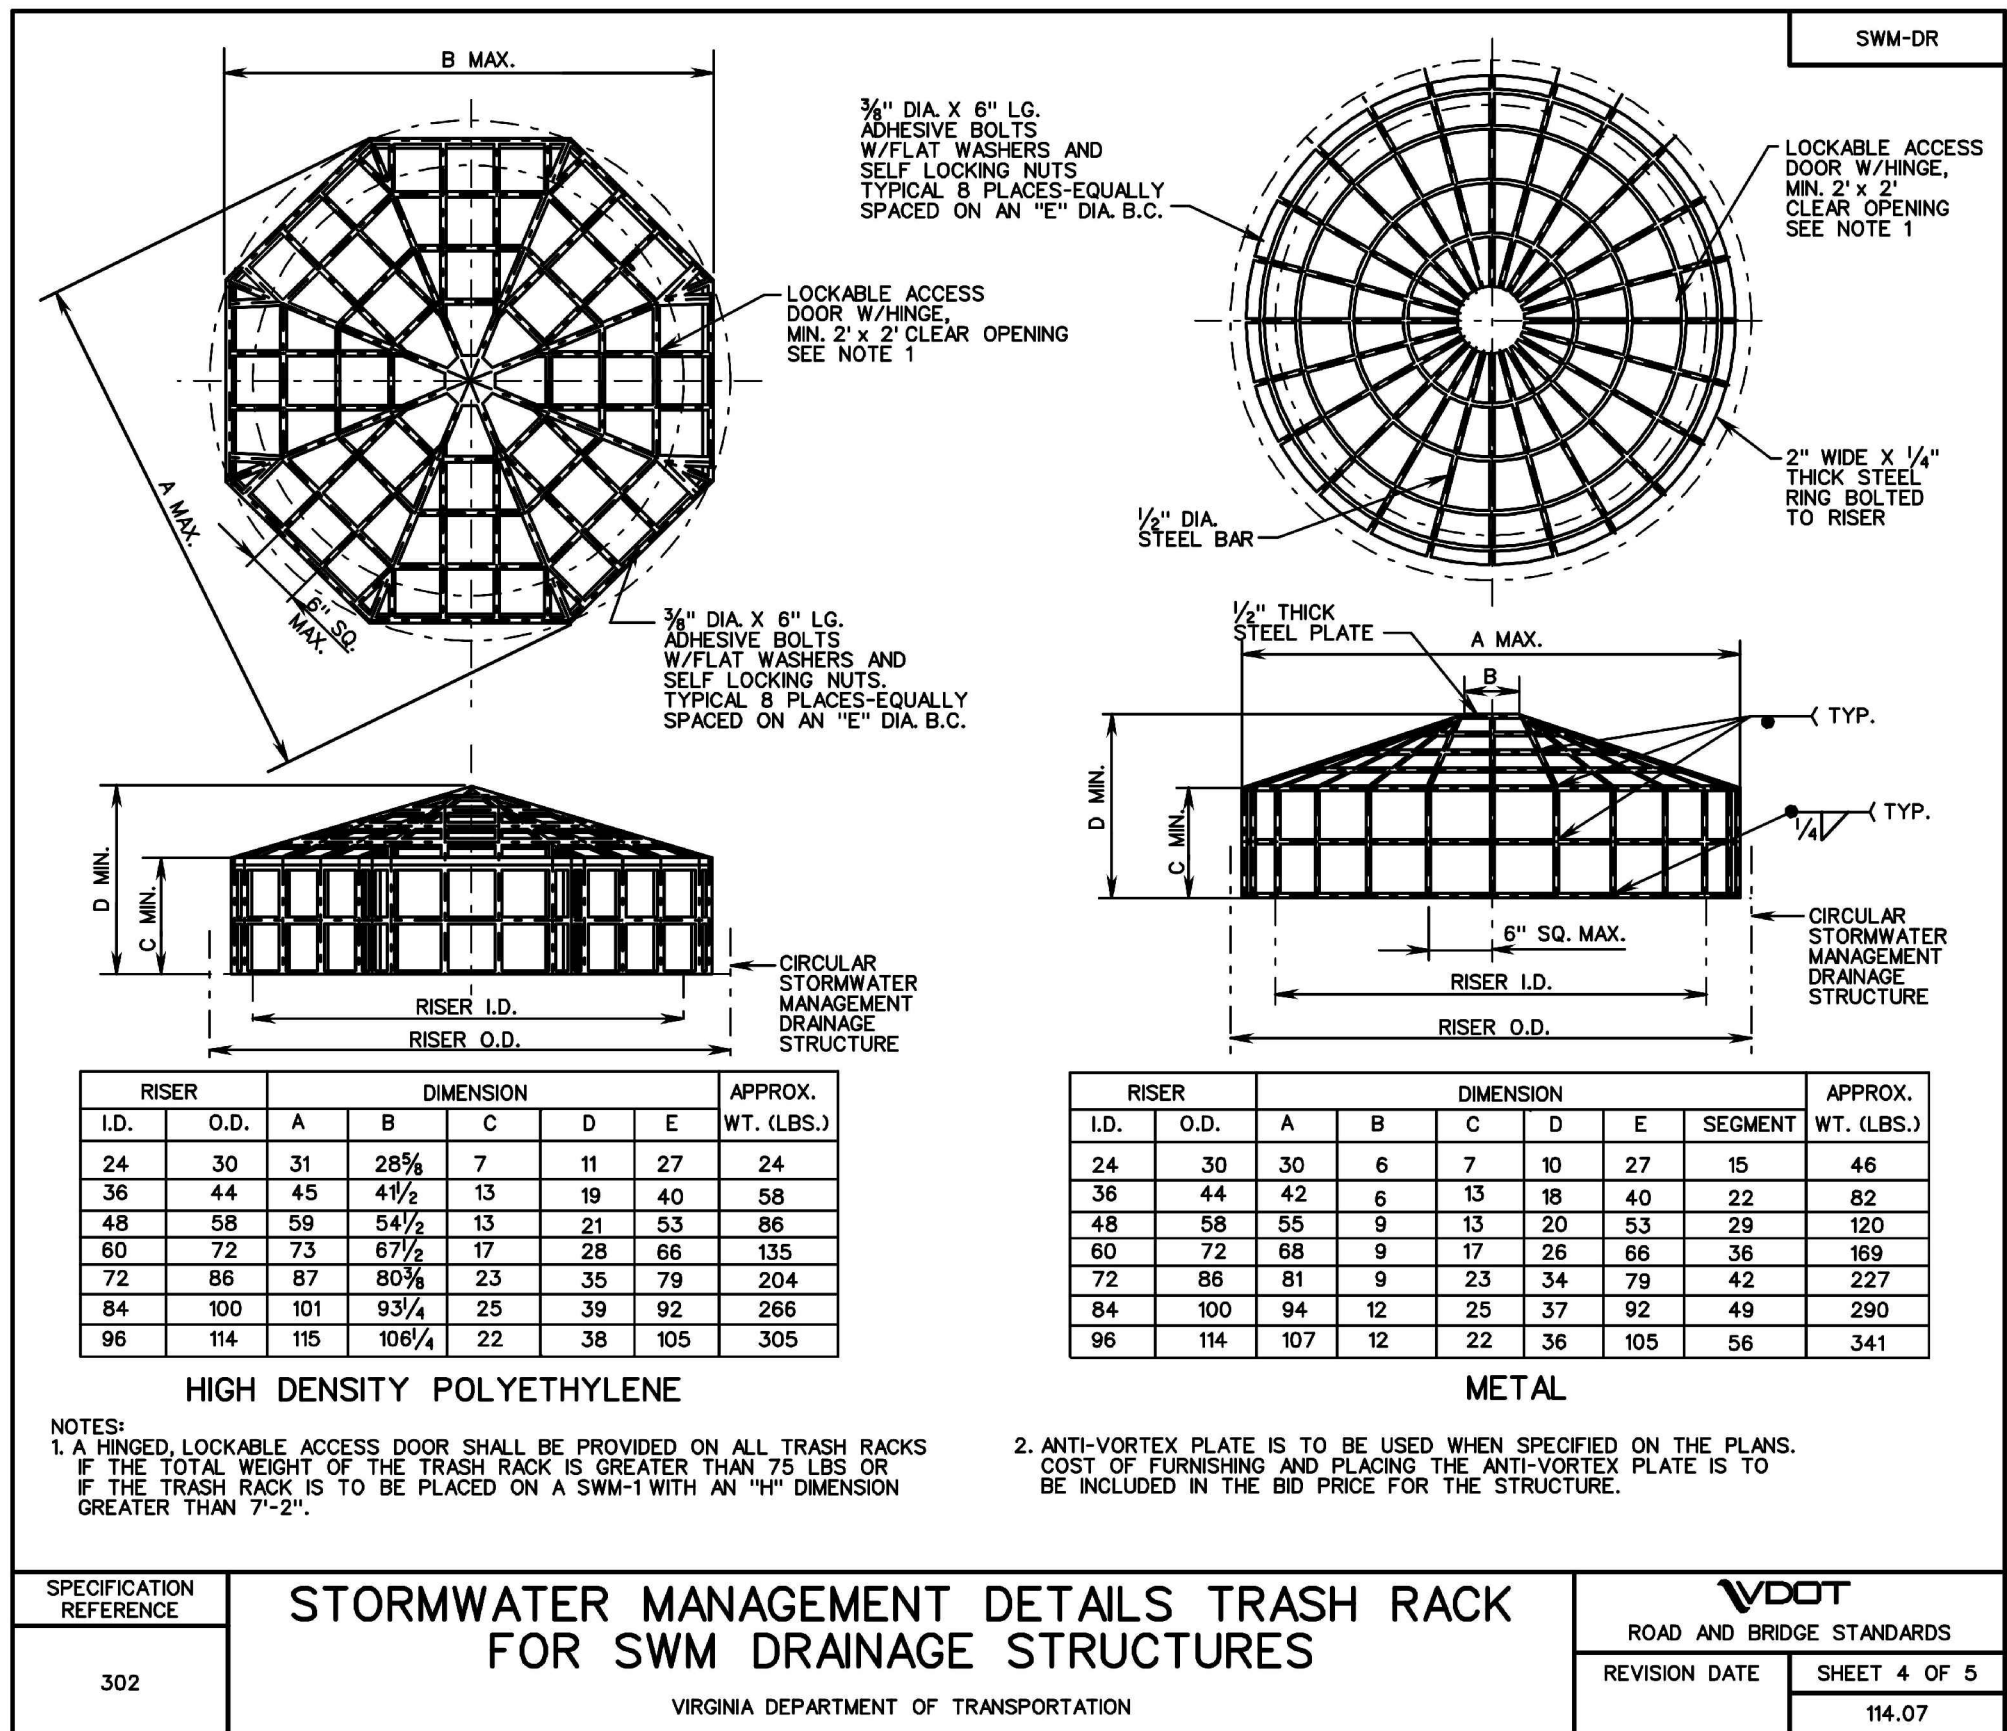 SWM-DR
B MAX.
3/8" DIA. X 6" LG.
ADHESIVE BOLTS
W/FLAT WASHERS AND
SELF LOCKING NUTS
TYPICAL 8 PLACES-EQUALLY
SPACED ON AN "E" DIA. B.C.
LOCKABLE ACCESS
DOOR W/HINGE,
MIN. 2' x 2'
CLEAR OPENING
SEE NOTE 1
LOCKABLE ACCESS
DOOR W/HINGE,
MIN. 2' x 2' CLEAR OPENING
SEE NOTE 1
A MAX.
6" SQ.
MAX.
2" WIDE X 1/4"
THICK STEEL
RING BOLTED
TO RISER
1/2" DIA.
STEEL BAR
3/8" DIA. X 6" LG.
ADHESIVE BOLTS
W/FLAT WASHERS AND
SELF LOCKING NUTS.
TYPICAL 8 PLACES-EQUALLY
SPACED ON AN "E" DIA. B.C.
1/2" THICK
STEEL PLATE
A MAX.
B
TYP.
D MIN.
C MIN.
1/4
TYP.
D MIN.
C MIN.
6" SQ. MAX.
CIRCULAR
STORMWATER
MANAGEMENT
DRAINAGE
STRUCTURE
RISER I.D.
RISER O.D.
CIRCULAR
STORMWATER
MANAGEMENT
DRAINAGE
STRUCTURE
RISER I.D.
RISER O.D.
RISER DIMENSION APPROX.
I.D. O.D. A B C D E WT. (LBS.)
24 30 31 28 5/8 7 11 27 24
36 44 45 41 1/2 13 19 40 58
48 58 59 54 1/2 13 21 53 86
60 72 73 67 1/2 17 28 66 135
72 86 87 80 3/8 23 35 79 204
84 100 101 93 1/4 25 39 92 266
96 114 115 106 1/4 22 38 105 305
HIGH DENSITY POLYETHYLENE
RISER DIMENSION APPROX.
I.D. O.D. A B C D E SEGMENT WT. (LBS.)
24 30 30 6 7 10 27 15 46
36 44 42 6 13 18 40 22 82
48 58 55 9 13 20 53 29 120
60 72 68 9 17 26 66 36 169
72 86 81 9 23 34 79 42 227
84 100 94 12 25 37 92 49 290
96 114 107 12 22 36 105 56 341
METAL
NOTES:
1. A HINGED, LOCKABLE ACCESS DOOR SHALL BE PROVIDED ON ALL TRASH RACKS
IF THE TOTAL WEIGHT OF THE TRASH RACK IS GREATER THAN 75 LBS OR
IF THE TRASH RACK IS TO BE PLACED ON A SWM-1 WITH AN "H" DIMENSION
GREATER THAN 7'-2".
2. ANTI-VORTEX PLATE IS TO BE USED WHEN SPECIFIED ON THE PLANS.
COST OF FURNISHING AND PLACING THE ANTI-VORTEX PLATE IS TO
BE INCLUDED IN THE BID PRICE FOR THE STRUCTURE.
SPECIFICATION
REFERENCE
302
STORMWATER MANAGEMENT DETAILS TRASH RACK
FOR SWM DRAINAGE STRUCTURES
VIRGINIA DEPARTMENT OF TRANSPORTATION
VDOT
ROAD AND BRIDGE STANDARDS
REVISION DATE
SHEET 4 OF 5
114.07